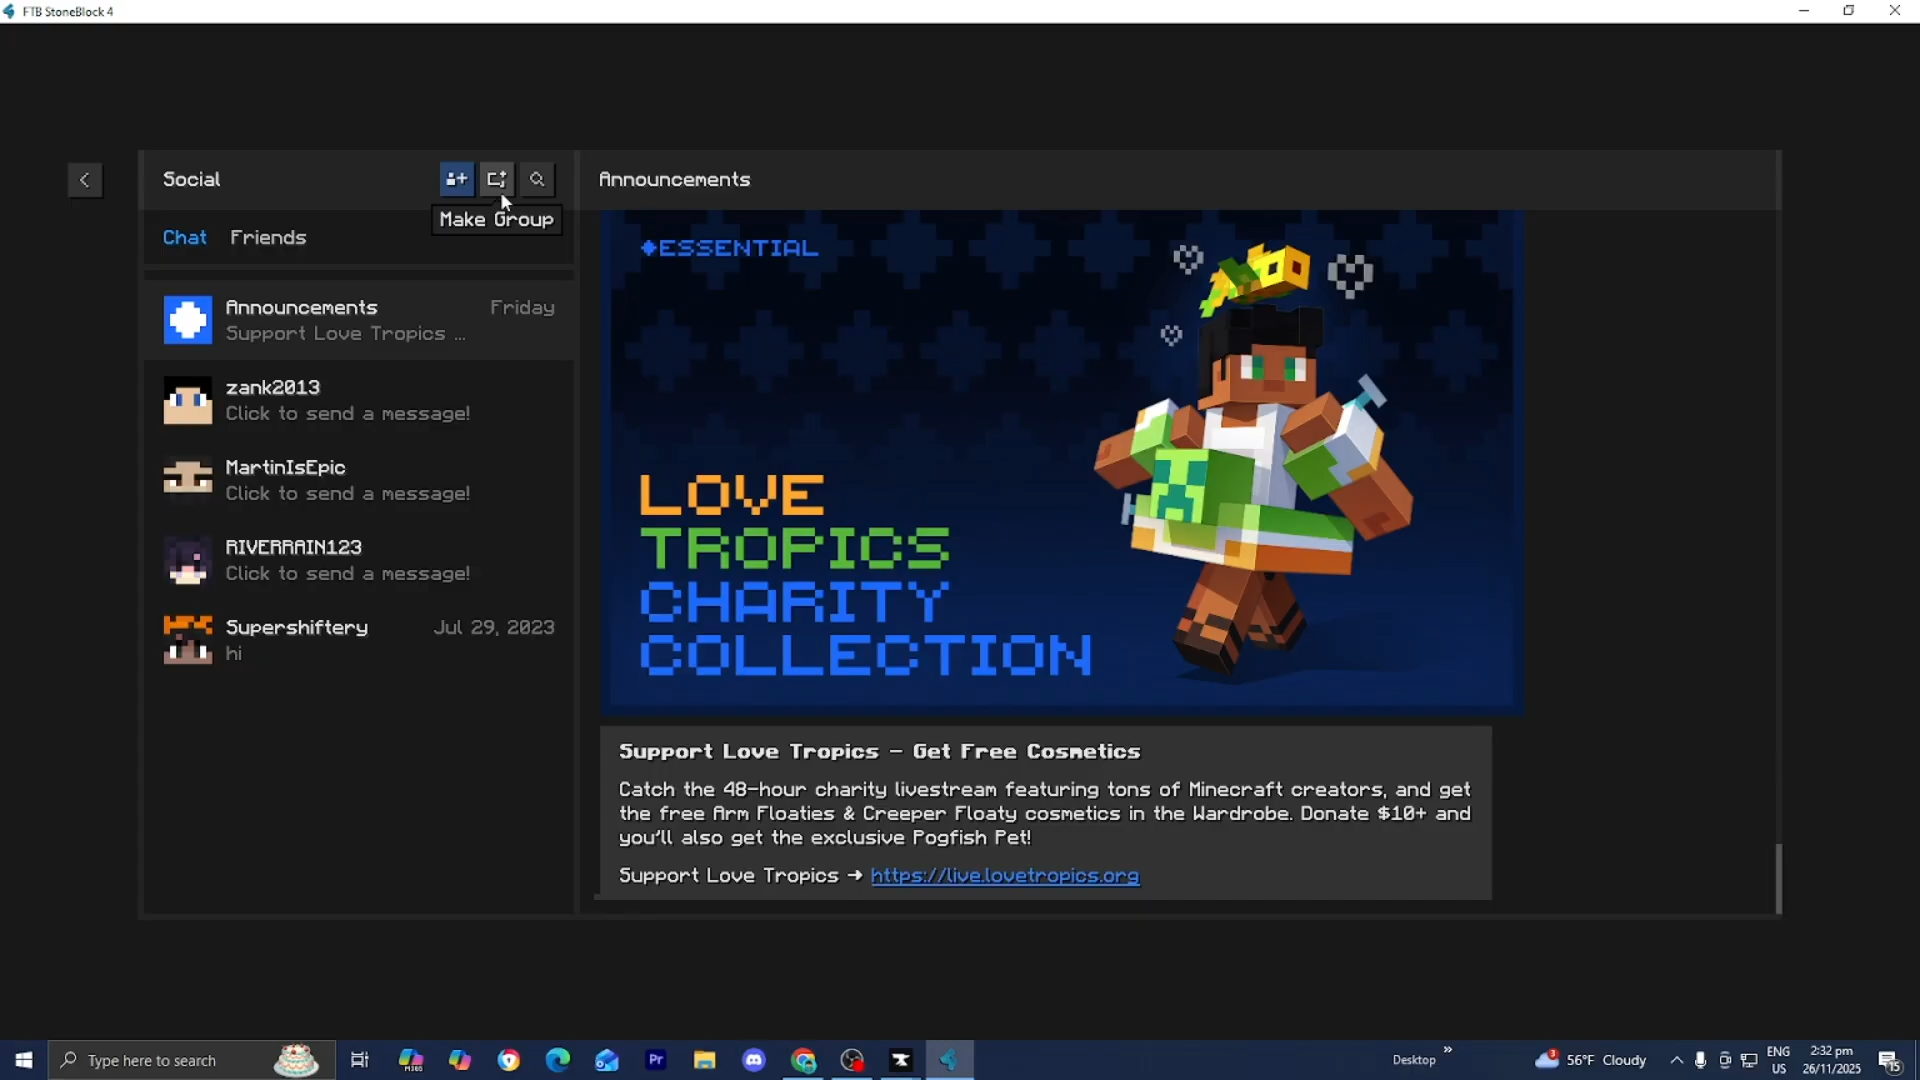 FTB StoneBlock 4
Social
Make Group
Chat Friends
Announcements Friday
Support Love Tropics ...
zank2013
Click to send a message!
MartinIsEpic
Click to send a message!
RIVERRAIN123
Click to send a message!
Supershiftery Jul 29, 2023
hi
Announcements
ESSENTIAL
LOVE
TROPICS
CHARITY
COLLECTION
Support Love Tropics – Get Free Cosmetics
Catch the 48-hour charity livestream featuring tons of Minecraft creators, and get
the free Arm Floaties & Creeper Floaty cosmetics in the Wardrobe. Donate $10+ and
you'll also get the exclusive Pogfish Pet!
Support Love Tropics → https://live.lovetropics.org
Type here to search
M365
Pr
Desktop »
3
56°F Cloudy
ENG
US
2:32 pm
26/11/2025
15